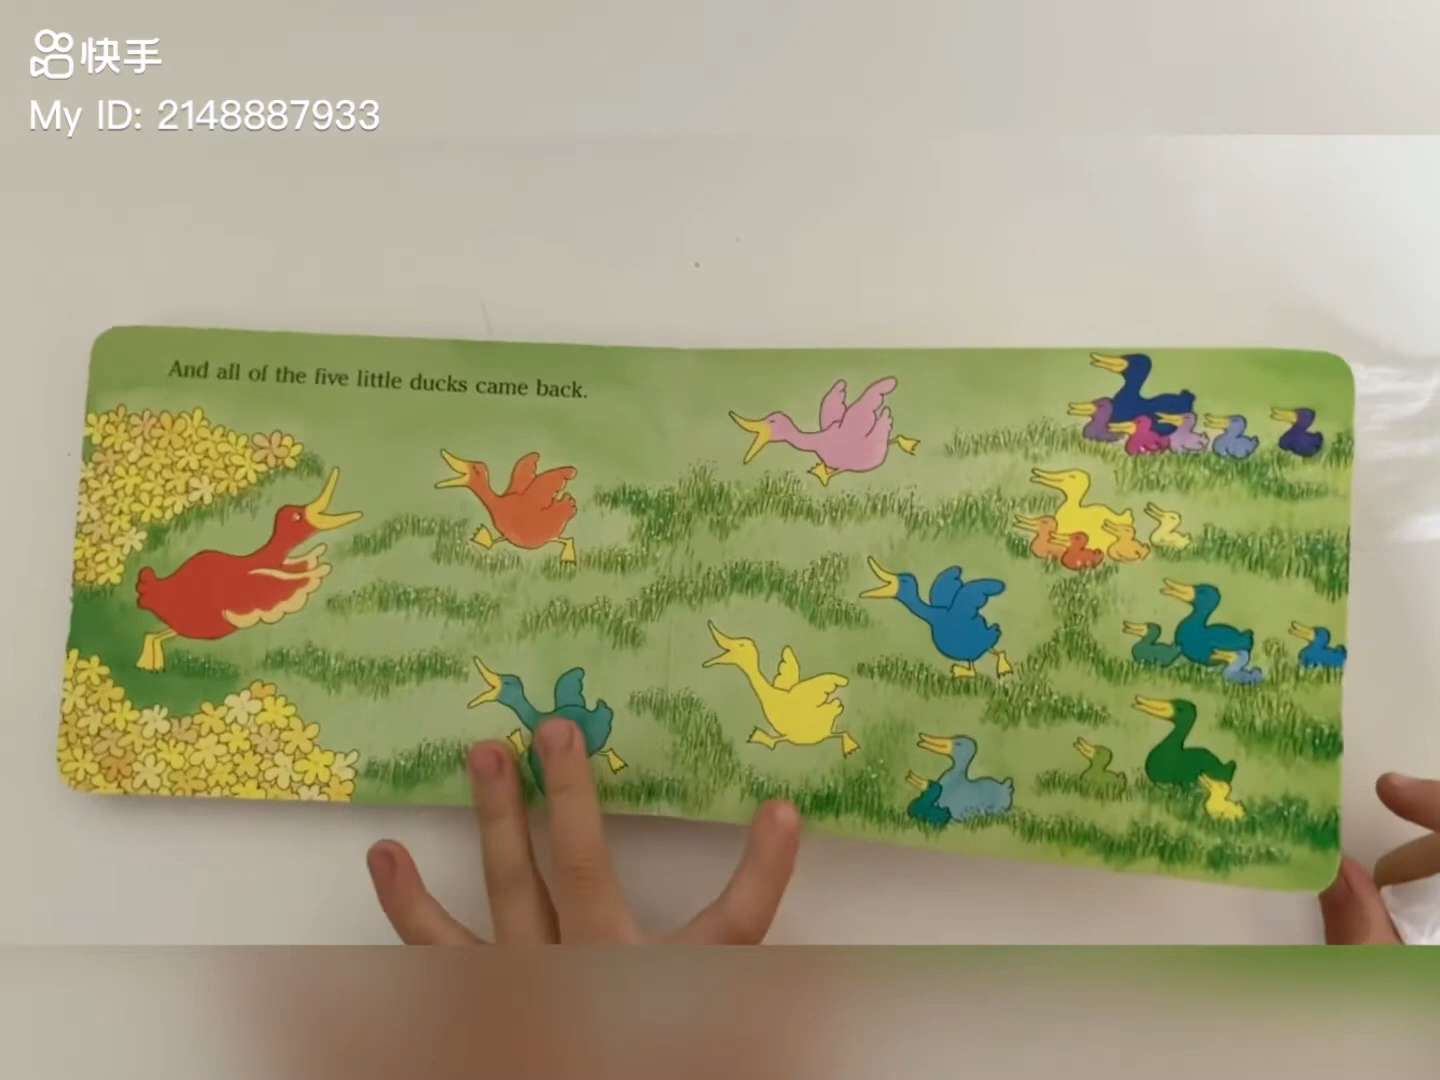 快手
My ID: 2148887933
And all of the five little ducks came back.